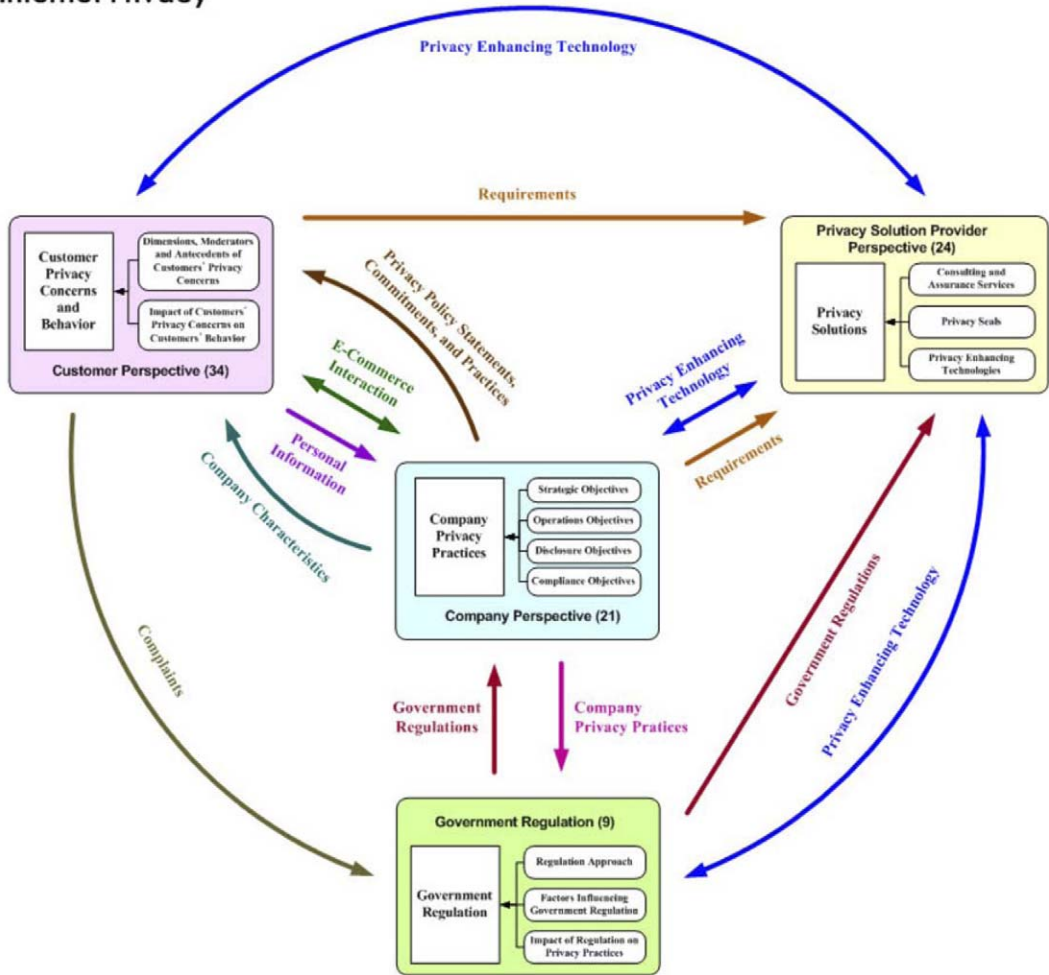 Privacy Enhancing Technology
Requirements
Customer
Privacy
Concerns
and
Behavior
Dimensions, Moderators
and Antecedents of
Customers' Privacy
Concerns
Impact of Customers'
Privacy Concerns on
Customers' Behavior
Customer Perspective (34)
Privacy Solution Provider
Perspective (24)
Privacy
Solutions
Consulting and
Assurance Services
Privacy Seals
Privacy Enhancing
Technologies
Privacy Policy Statements,
Commitments, and Practices
E-Commerce
Interaction
Personal
Information
Company Characteristics
Privacy Enhancing
Technology
Requirements
Company
Privacy
Practices
Strategic Objectives
Operations Objectives
Disclosure Objectives
Compliance Objectives
Company Perspective (21)
Complaints
Government
Regulations
Company
Privacy Pratices
Government Regulations
Privacy Enhancing Technology
Government Regulation (9)
Government
Regulation
Regulation Approach
Factors Influencing
Government Regulation
Impact of Regulation on
Privacy Practices